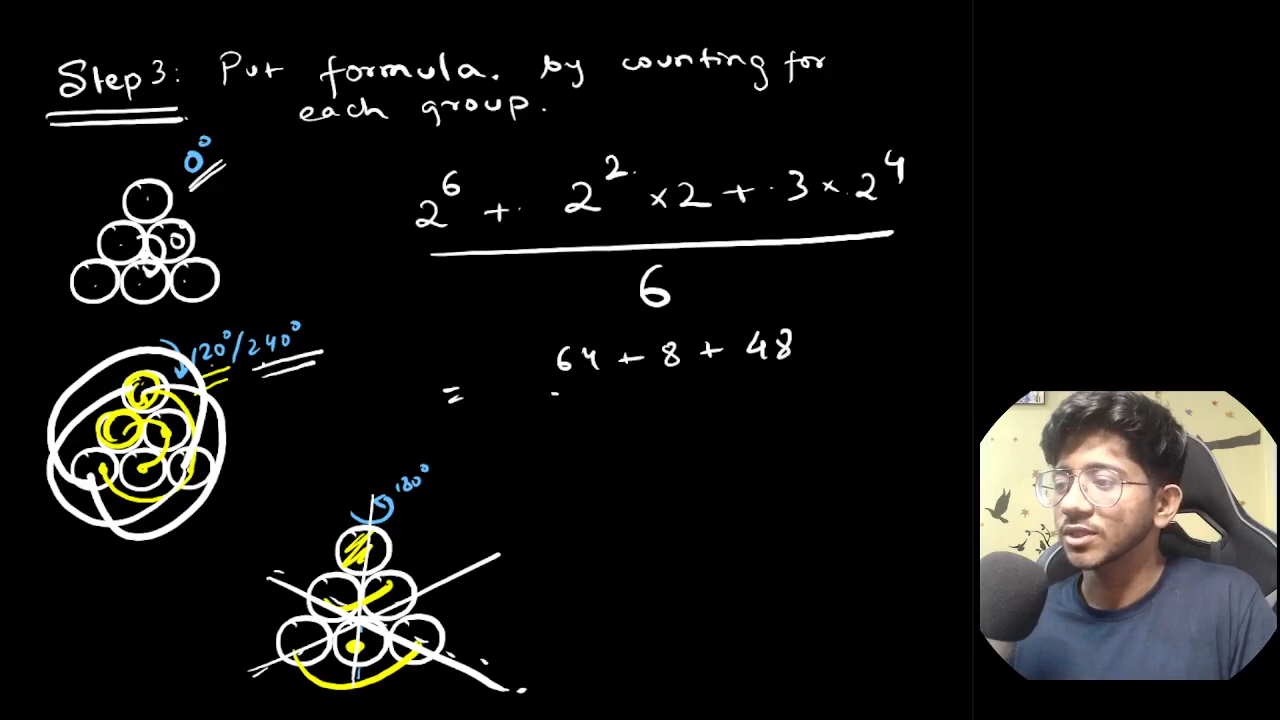 Step 3: Put formula. by counting for
each group.
0°
2^6 + 2^2 × 2 + 3 × 2^4
6
120°/240°
64 + 8 + 48
=
180°